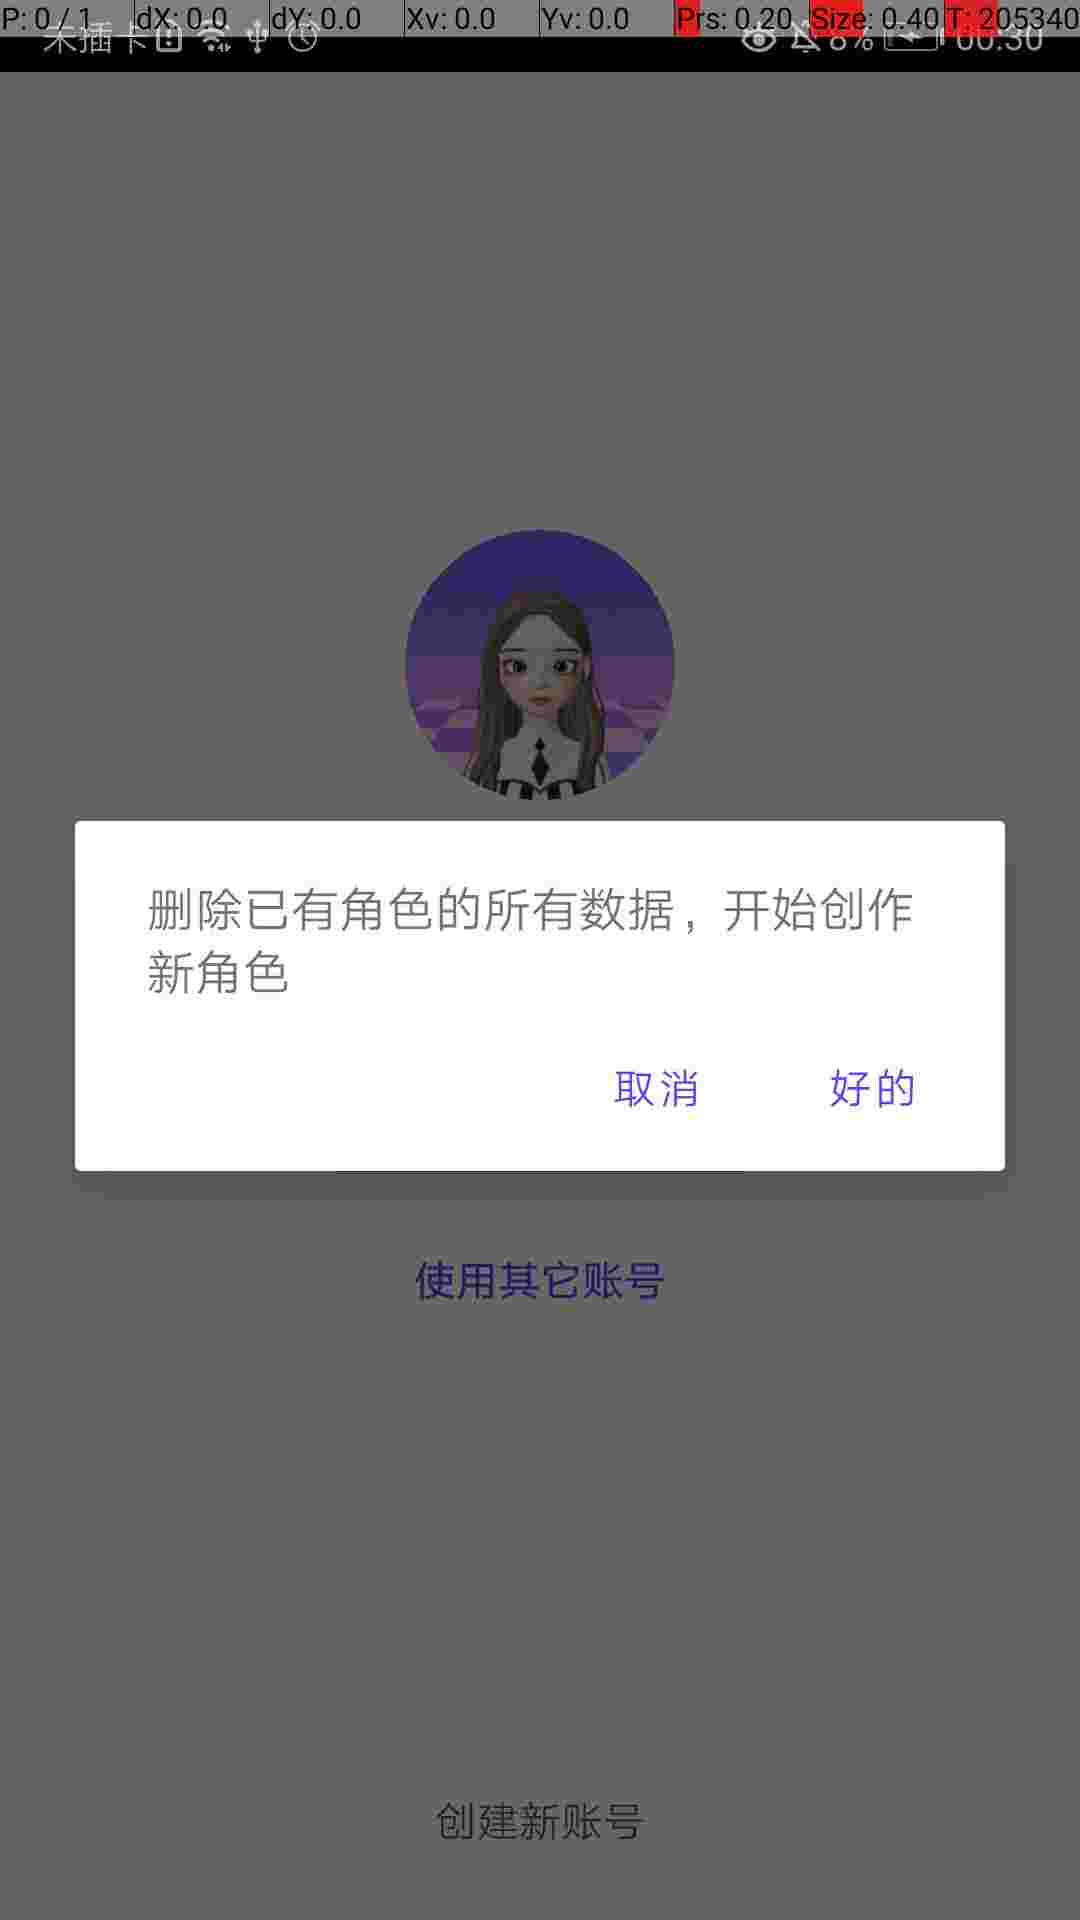 P: 0 / 1 dX: 0.0 dY: 0.0 Xv: 0.0 Yv: 0.0 Prs: 0.20 Size: 0.40 T: 205340
未插卡 8% 00:30
删除已有角色的所有数据，开始创作
新角色
取消 好的
使用其它账号
创建新账号